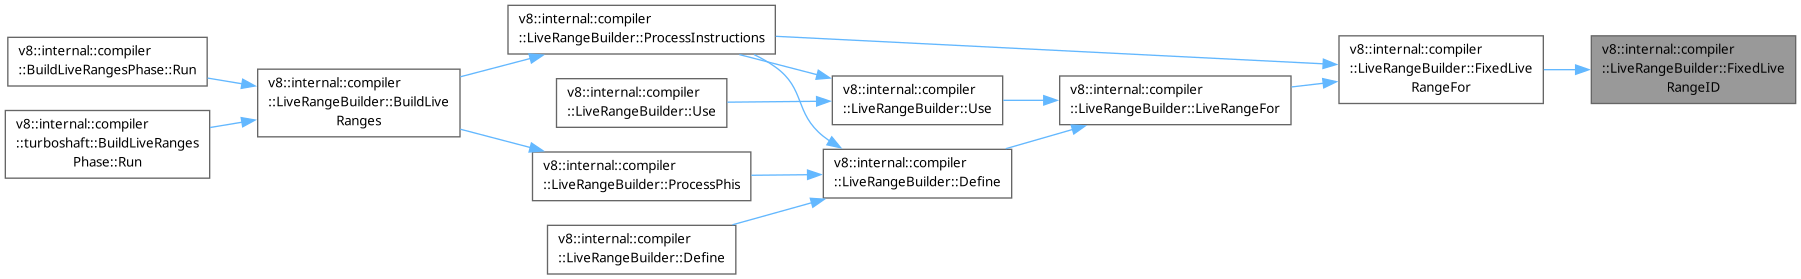 v8::internal::compiler
::BuildLiveRangesPhase::Run
v8::internal::compiler
::turboshaft::BuildLiveRanges
Phase::Run
v8::internal::compiler
::LiveRangeBuilder::BuildLive
Ranges
v8::internal::compiler
::LiveRangeBuilder::ProcessInstructions
v8::internal::compiler
::LiveRangeBuilder::Use
v8::internal::compiler
::LiveRangeBuilder::ProcessPhis
v8::internal::compiler
::LiveRangeBuilder::Define
v8::internal::compiler
::LiveRangeBuilder::Use
v8::internal::compiler
::LiveRangeBuilder::Define
v8::internal::compiler
::LiveRangeBuilder::LiveRangeFor
v8::internal::compiler
::LiveRangeBuilder::FixedLive
RangeFor
v8::internal::compiler
::LiveRangeBuilder::FixedLive
RangeID